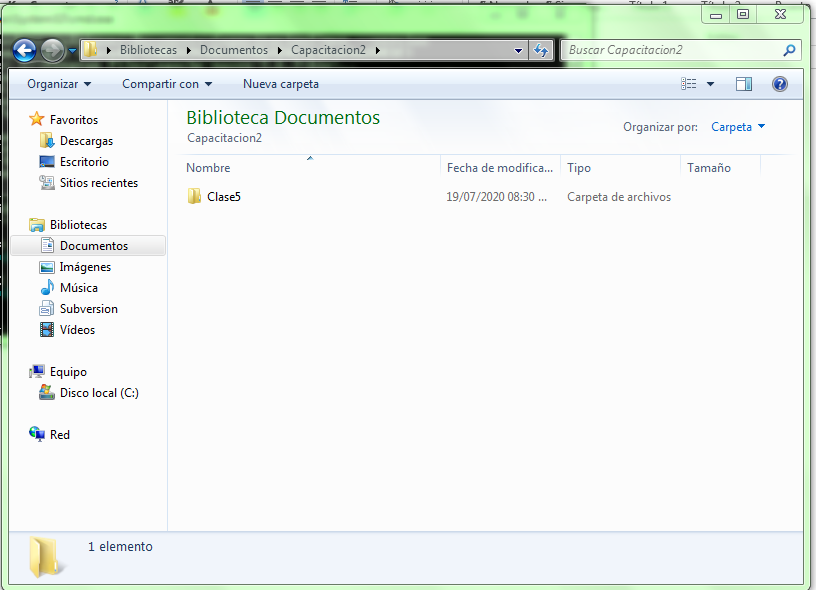 Bibliotecas Documentos Capacitacion2
Buscar Capacitacion2
Organizar Compartir con Nueva carpeta
Favoritos
Descargas
Escritorio
Sitios recientes
Bibliotecas
Documentos
Imágenes
Música
Subversion
Vídeos
Equipo
Disco local (C:)
Red
Biblioteca Documentos
Capacitacion2
Organizar por: Carpeta
Nombre Fecha de modifica... Tipo Tamaño
Clase5 19/07/2020 08:30 ... Carpeta de archivos
1 elemento